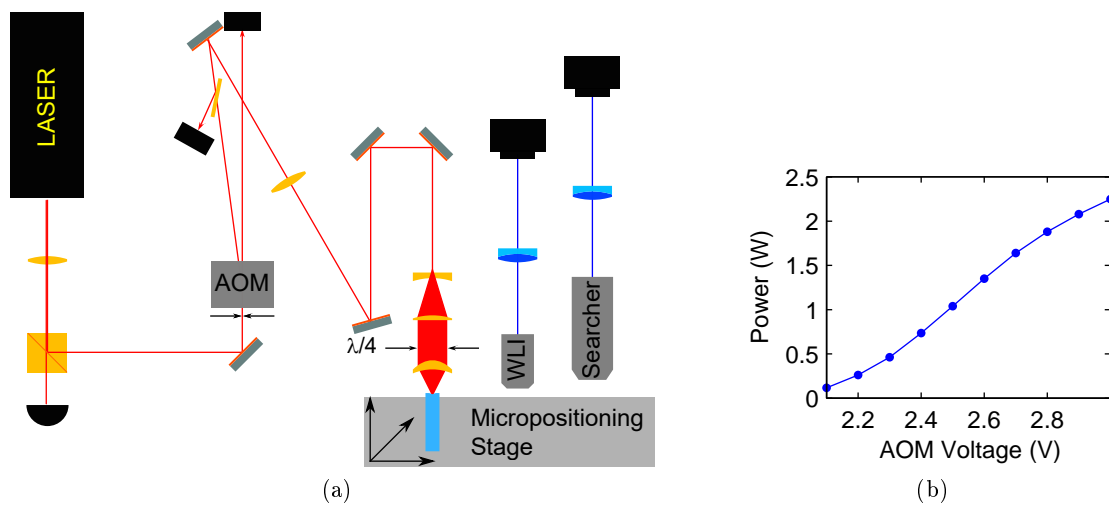 LASER
AOM
λ/4
WLI
Searcher
Micropositioning
Stage
(a)
Power (W)
2.5
2
1.5
1
0.5
0
2.2 2.4 2.6 2.8
AOM Voltage (V)
(b)